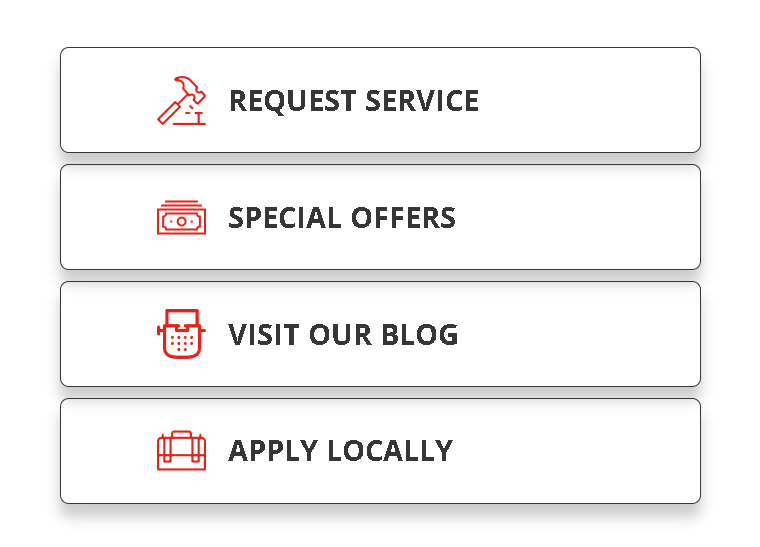 REQUEST SERVICE
SPECIAL OFFERS
VISIT OUR BLOG
APPLY LOCALLY